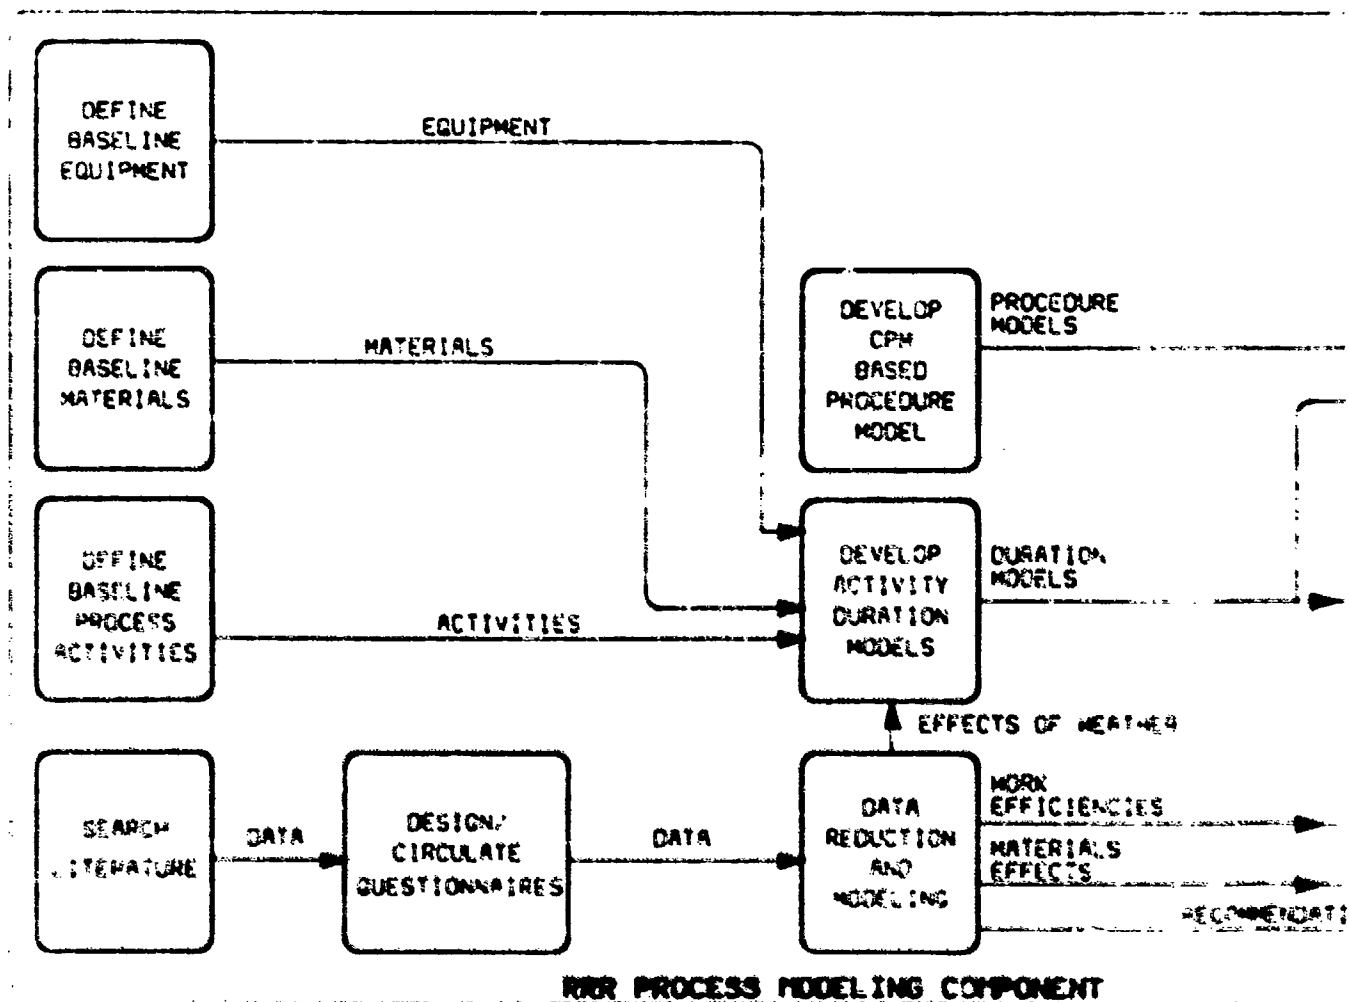 DEFINE
BASELINE
EQUIPMENT
EQUIPMENT
DEFINE
BASELINE
MATERIALS
MATERIALS
DEVELOP
CPM
BASED
PROCEDURE
MODEL
PROCEDURE
MODELS
DEFINE
BASELINE
PROCESS
ACTIVITIES
ACTIVITIES
DEVELOP
ACTIVITY
DURATION
MODELS
DURATION
MODELS
EFFECTS OF WEATHER
SEARCH
LITERATURE
DATA
DESIGN/
CIRCULATE
QUESTIONNAIRES
DATA
DATA
REDUCTION
AND
MODELING
WORK
EFFICIENCIES
MATERIALS
EFFECTS
RECOMMENDATI
RRR PROCESS MODELING COMPONENT